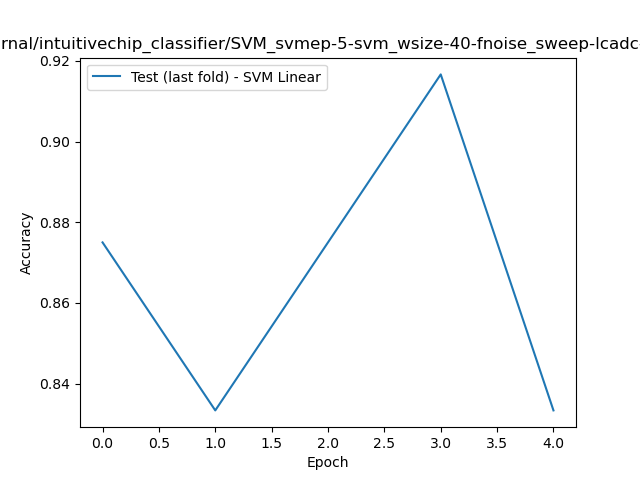 rnal/intuitivechip_classifier/SVM_svmep-5-svm_wsize-40-fnoise_sweep-lcadc
Test (last fold) - SVM Linear
0.92
0.90
0.88
0.86
0.84
Accuracy
0.0 0.5 1.0 1.5 2.0 2.5 3.0 3.5 4.0
Epoch